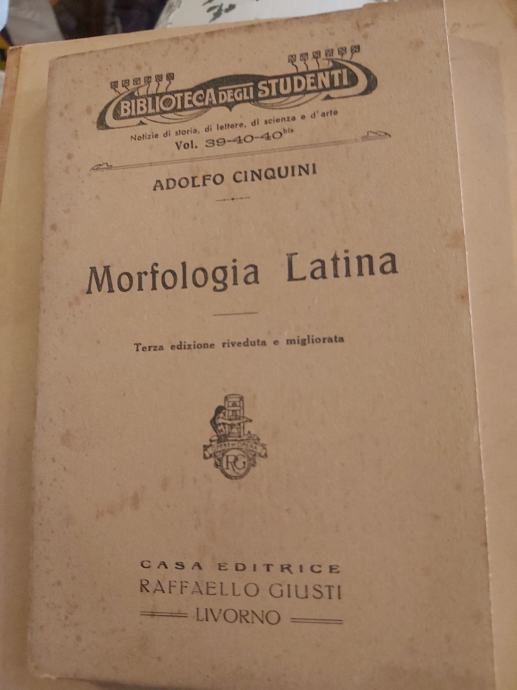 BIBLIOTECA DEGLI STUDENTI
Notizie di storia, di lettere, di scienza e d'arte
Vol. 39-40-40bis
ADOLFO CINQUINI
Morfologia Latina
Terza edizione riveduta e migliorata
RG
CASA EDITRICE
RAFFAELLO GIUSTI
LIVORNO